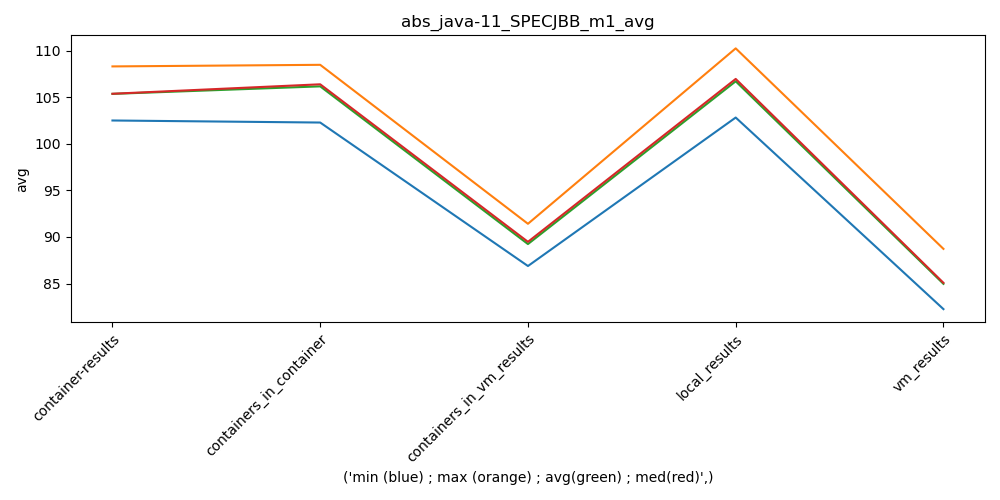 abs_java-11_SPECJBB_m1_avg
110
105
100
95
90
85
avg
container-results
containers_in_container
containers_in_vm_results
local_results
vm_results
('min (blue) ; max (orange) ; avg(green) ; med(red)',)